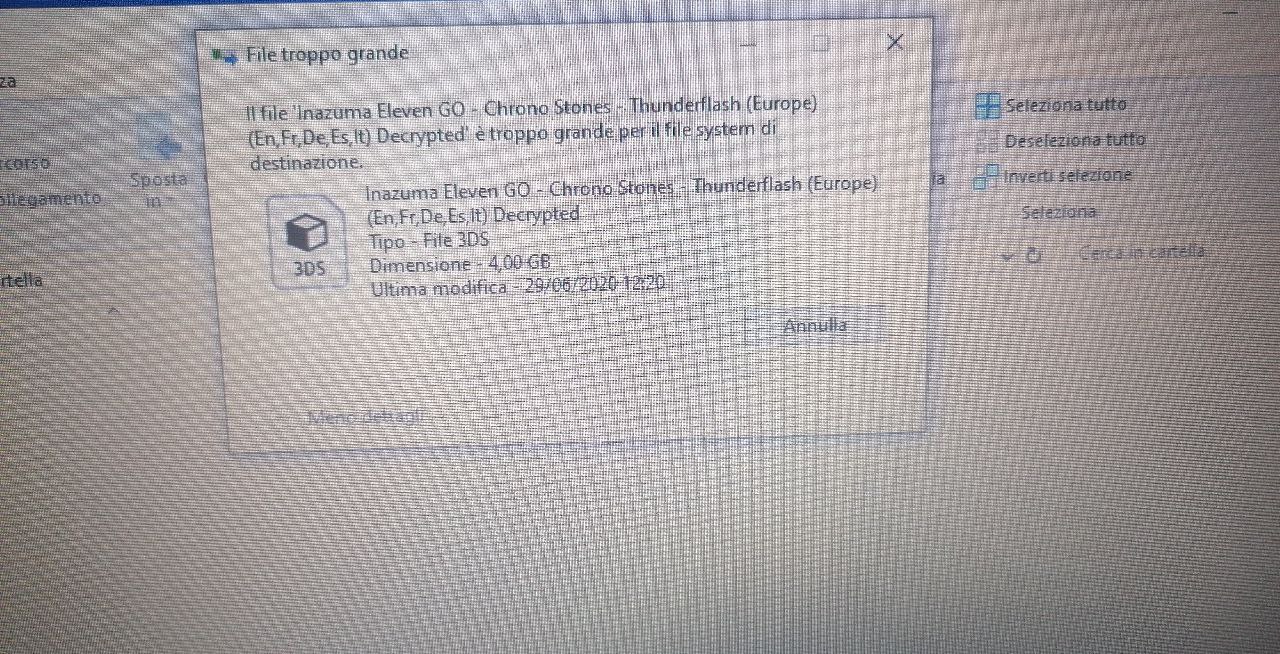 File troppo grande
za
Il file 'Inazuma Eleven GO - Chrono Stones - Thunderflash (Europe)
(En,Fr,De,Es,It) Decrypted' è troppo grande per il file system di
destinazione.
Inazuma Eleven GO - Chrono Stones - Thunderflash (Europe)
(En,Fr,De,Es,It) Decrypted
Tipo - File 3DS
Dimensione - 4,00 GB
Ultima modifica - 29/06/2020 12:20
3DS
Annulla
Meno dettagli
rcorso
ollegamento
Sposta
in
rtella
ia
Seleziona tutto
Deseleziona tutto
Inverti selezione
Seleziona
Cerca in cartella